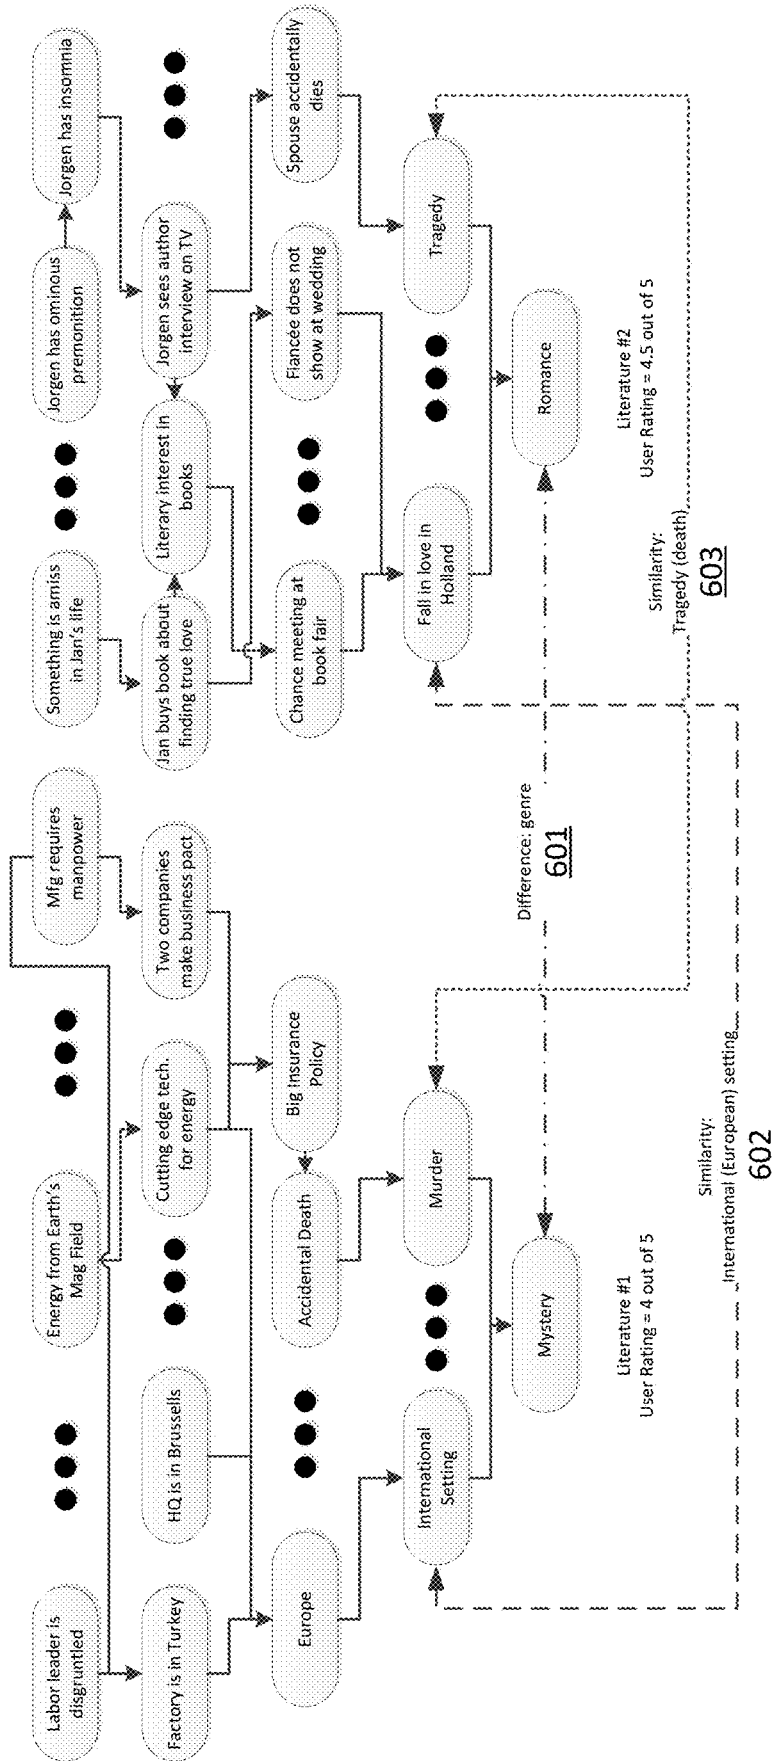 Labor leader is
disgruntled
Energy from Earth's
Mag Field
Mfg requires
manpower
Something is amiss
in Jan's life
Jorgen has ominous
premonition
Jorgen has insomnia
Factory is in Turkey
HQ is in Brussells
Cutting edge tech.
for energy
Two companies
make business pact
Jan buys book about
finding true love
Literary interest in
books
Jorgen sees author
interview on TV
Europe
Accidental Death
Big Insurance
Policy
Chance meeting at
book fair
Fiancée does not
show at wedding
Spouse accidentally
dies
International
Setting
Murder
Fall in love in
Holland
Tragedy
Mystery
Difference: genre
601
Romance
Literature #1
User Rating = 4 out of 5
Literature #2
User Rating = 4.5 out of 5
Similarity:
Tragedy (death)
603
Similarity:
International (European) setting
602